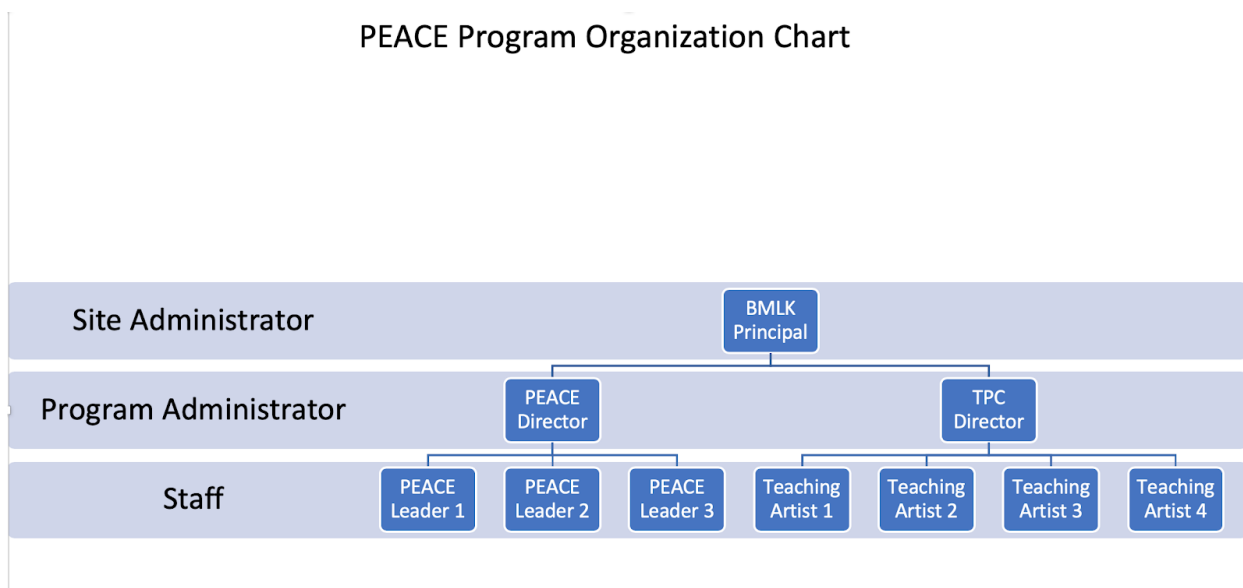 PEACE Program Organization Chart
Site Administrator
BMLK
Principal
Program Administrator
PEACE
Director
TPC
Director
Staff
PEACE
Leader 1
PEACE
Leader 2
PEACE
Leader 3
Teaching
Artist 1
Teaching
Artist 2
Teaching
Artist 3
Teaching
Artist 4